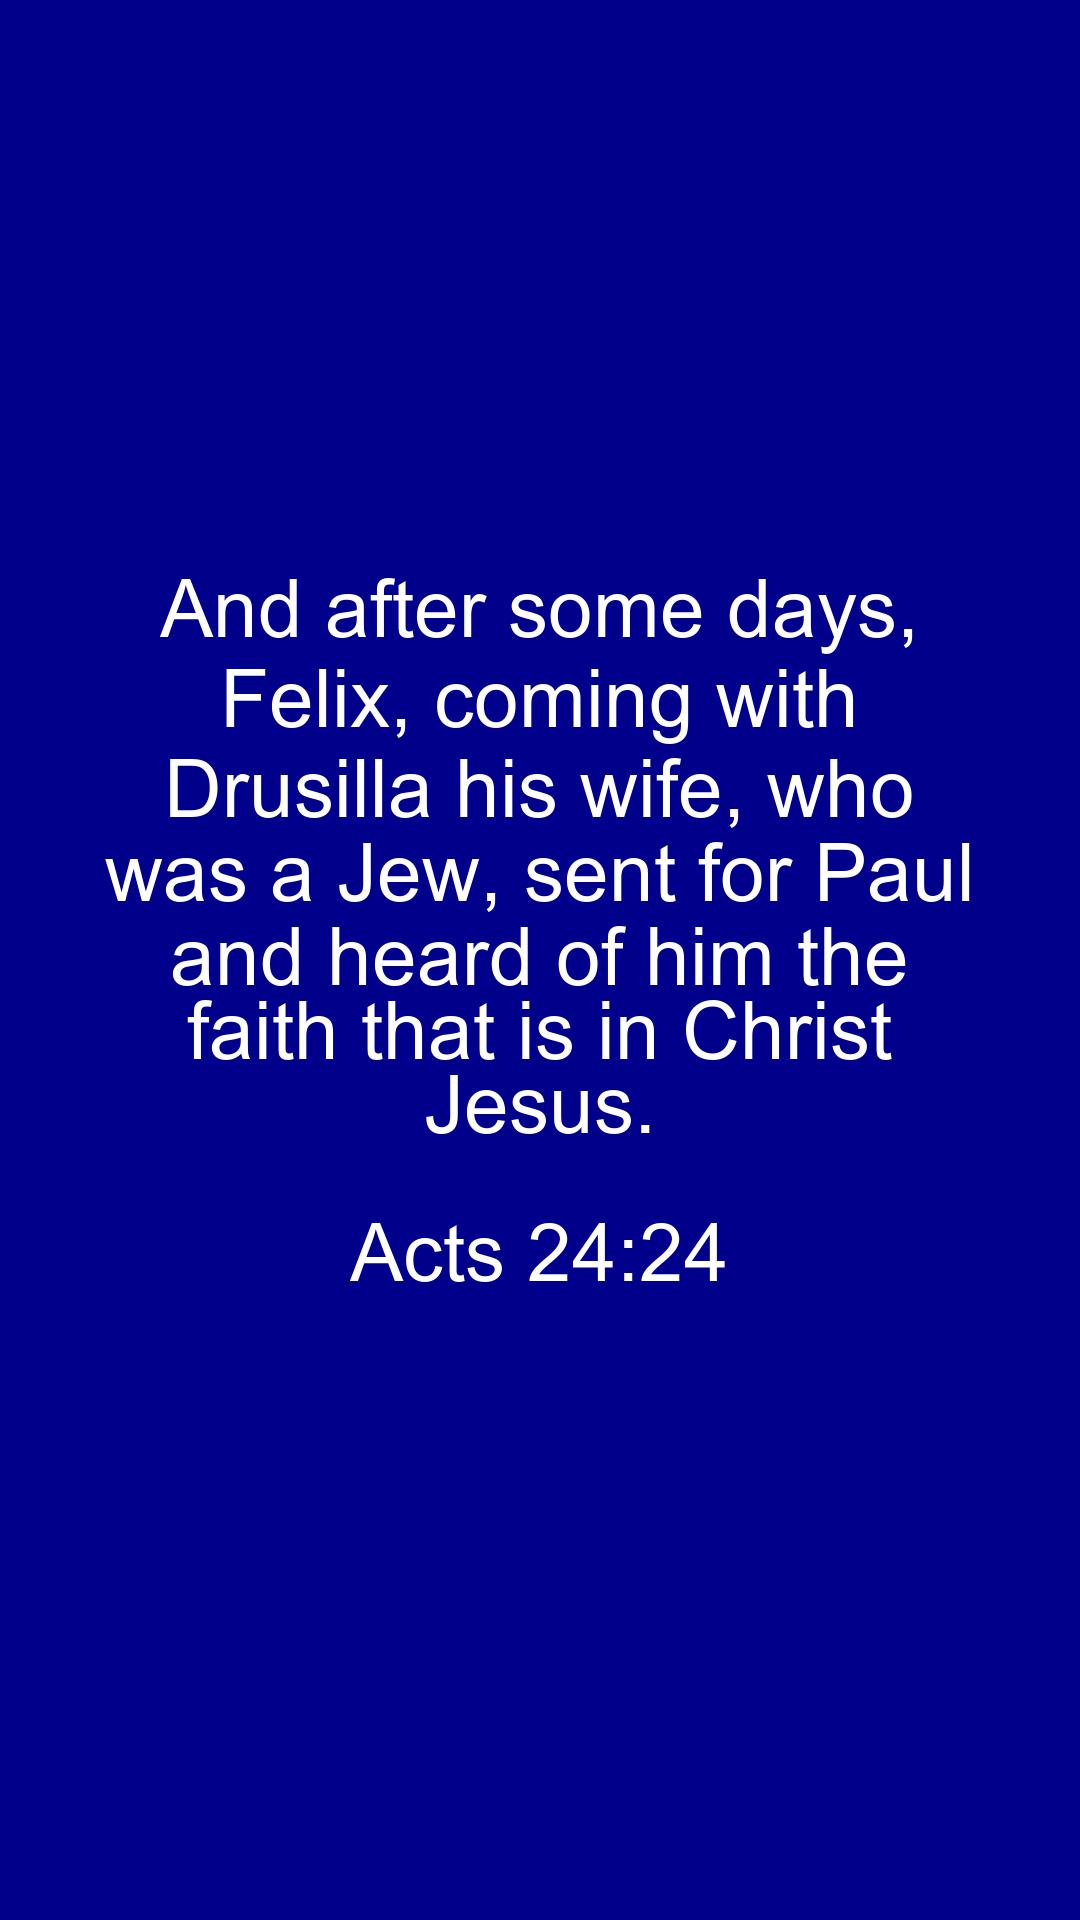 And after some days,
Felix, coming with
Drusilla his wife, who
was a Jew, sent for Paul
and heard of him the
faith that is in Christ
Jesus.
Acts 24:24